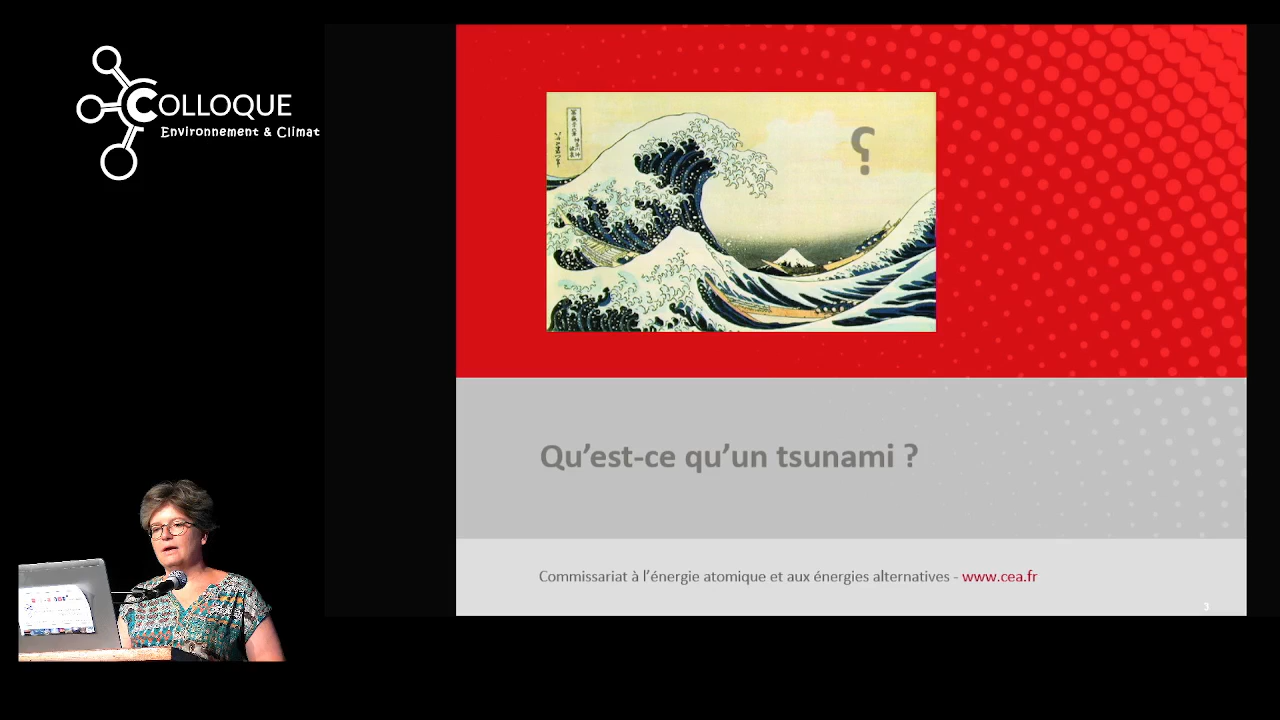 COLLOQUE
Environnement & Climat
?
Qu’est-ce qu’un tsunami ?
Commissariat à l’énergie atomique et aux énergies alternatives - www.cea.fr
3